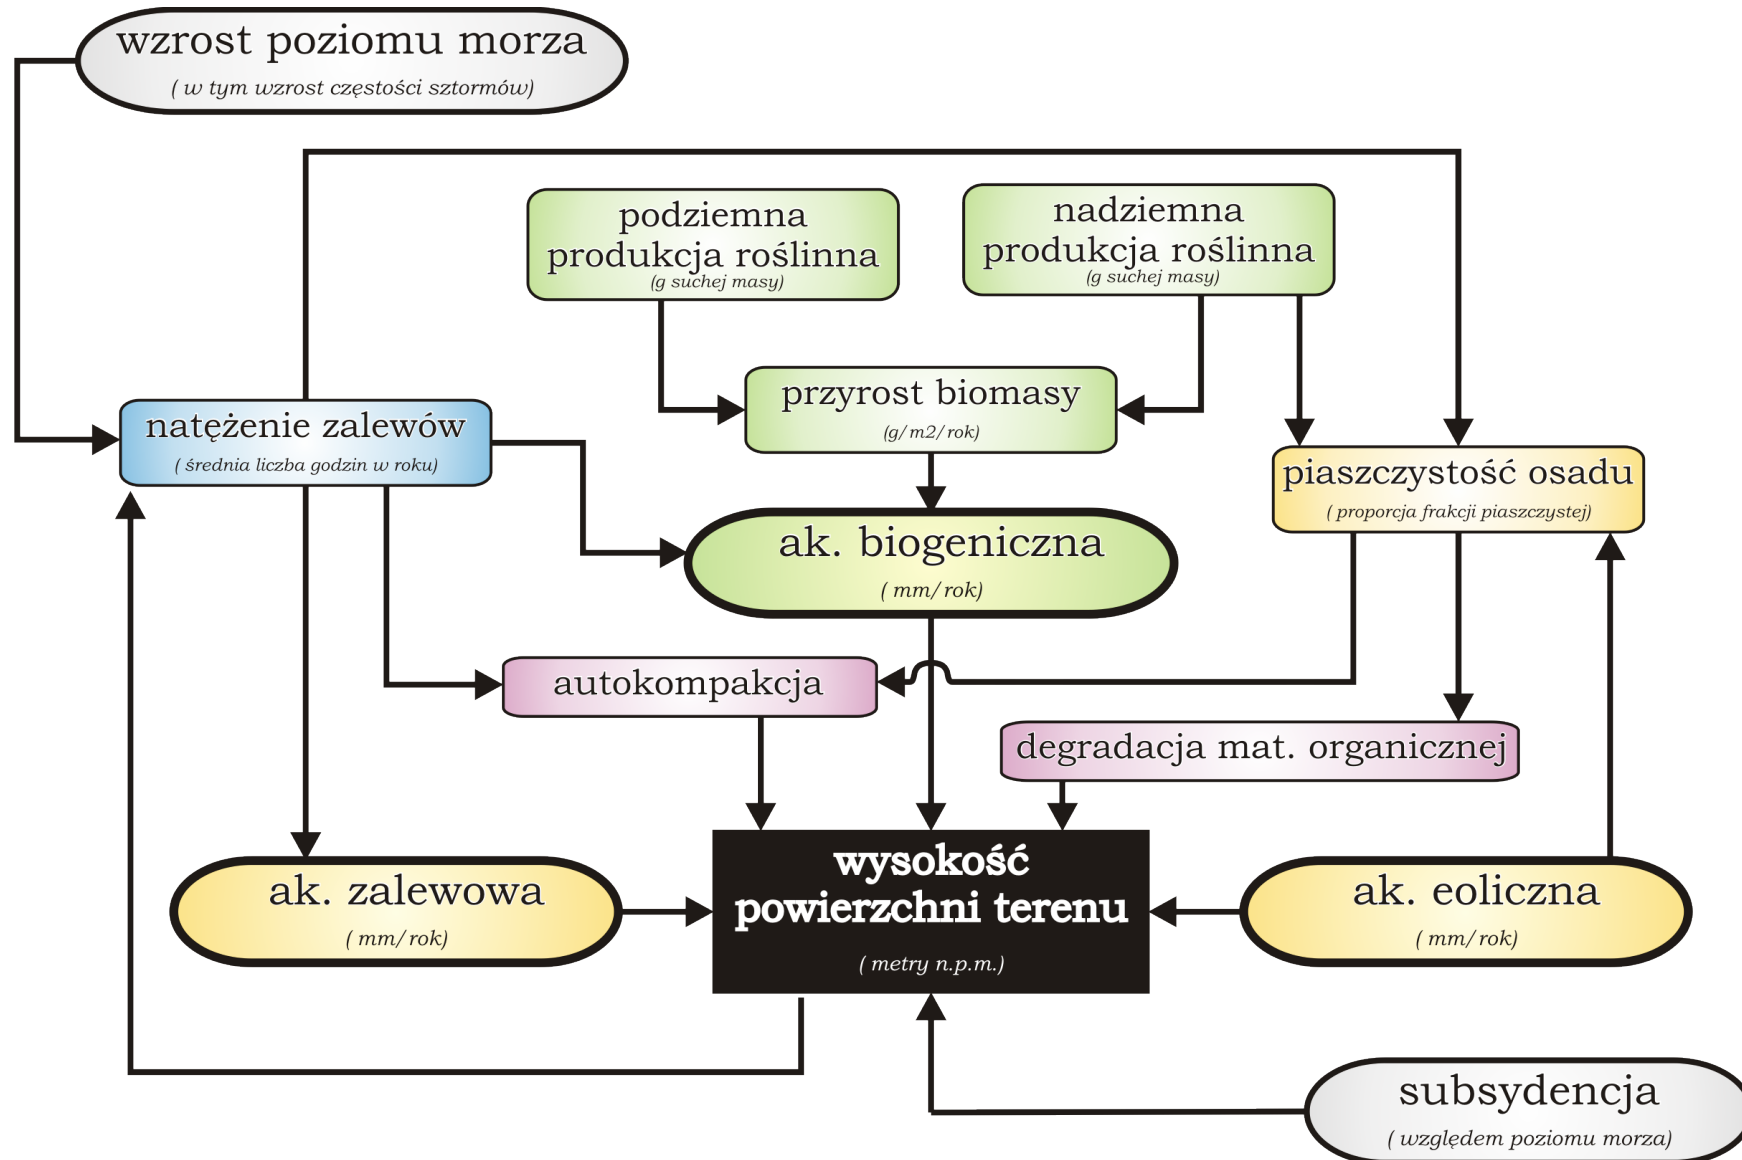 wzrost poziomu morza
( w tym wzrost częstości sztormów)
podziemna
produkcja roślinna
(g suchej masy)
nadziemna
produkcja roślinna
(g suchej masy)
przyrost biomasy
(g/m2/rok)
natężenie zalewów
( średnia liczba godzin w roku)
piaszczystość osadu
( proporcja frakcji piaszczystej)
ak. biogeniczna
( mm/rok)
autokompakcja
degradacja mat. organicznej
ak. zalewowa
( mm/rok)
wysokość
powierzchni terenu
( metry n.p.m.)
ak. eoliczna
( mm/rok)
subsydencja
( względem poziomu morza)